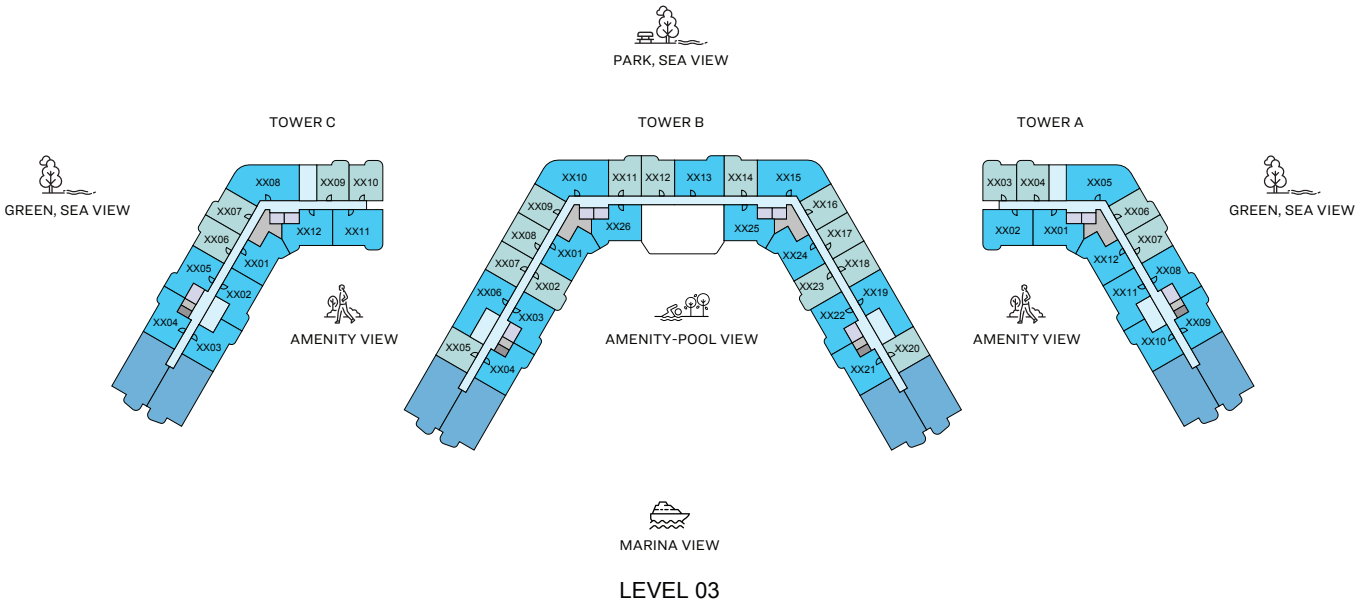 PARK, SEA VIEW
TOWER C
TOWER B
TOWER A
GREEN, SEA VIEW
GREEN, SEA VIEW
XX08
XX09
XX10
XX07
XX06
XX12
XX11
XX05
XX01
XX02
XX04
XX03
XX10
XX11
XX12
XX13
XX14
XX15
XX09
XX08
XX07
XX26
XX01
XX02
XX06
XX03
XX05
XX04
XX25
XX24
XX16
XX17
XX18
XX23
XX19
XX22
XX20
XX21
XX03
XX04
XX05
XX02
XX01
XX06
XX07
XX12
XX08
XX11
XX09
XX10
AMENITY VIEW
AMENITY-POOL VIEW
AMENITY VIEW
MARINA VIEW
LEVEL 03